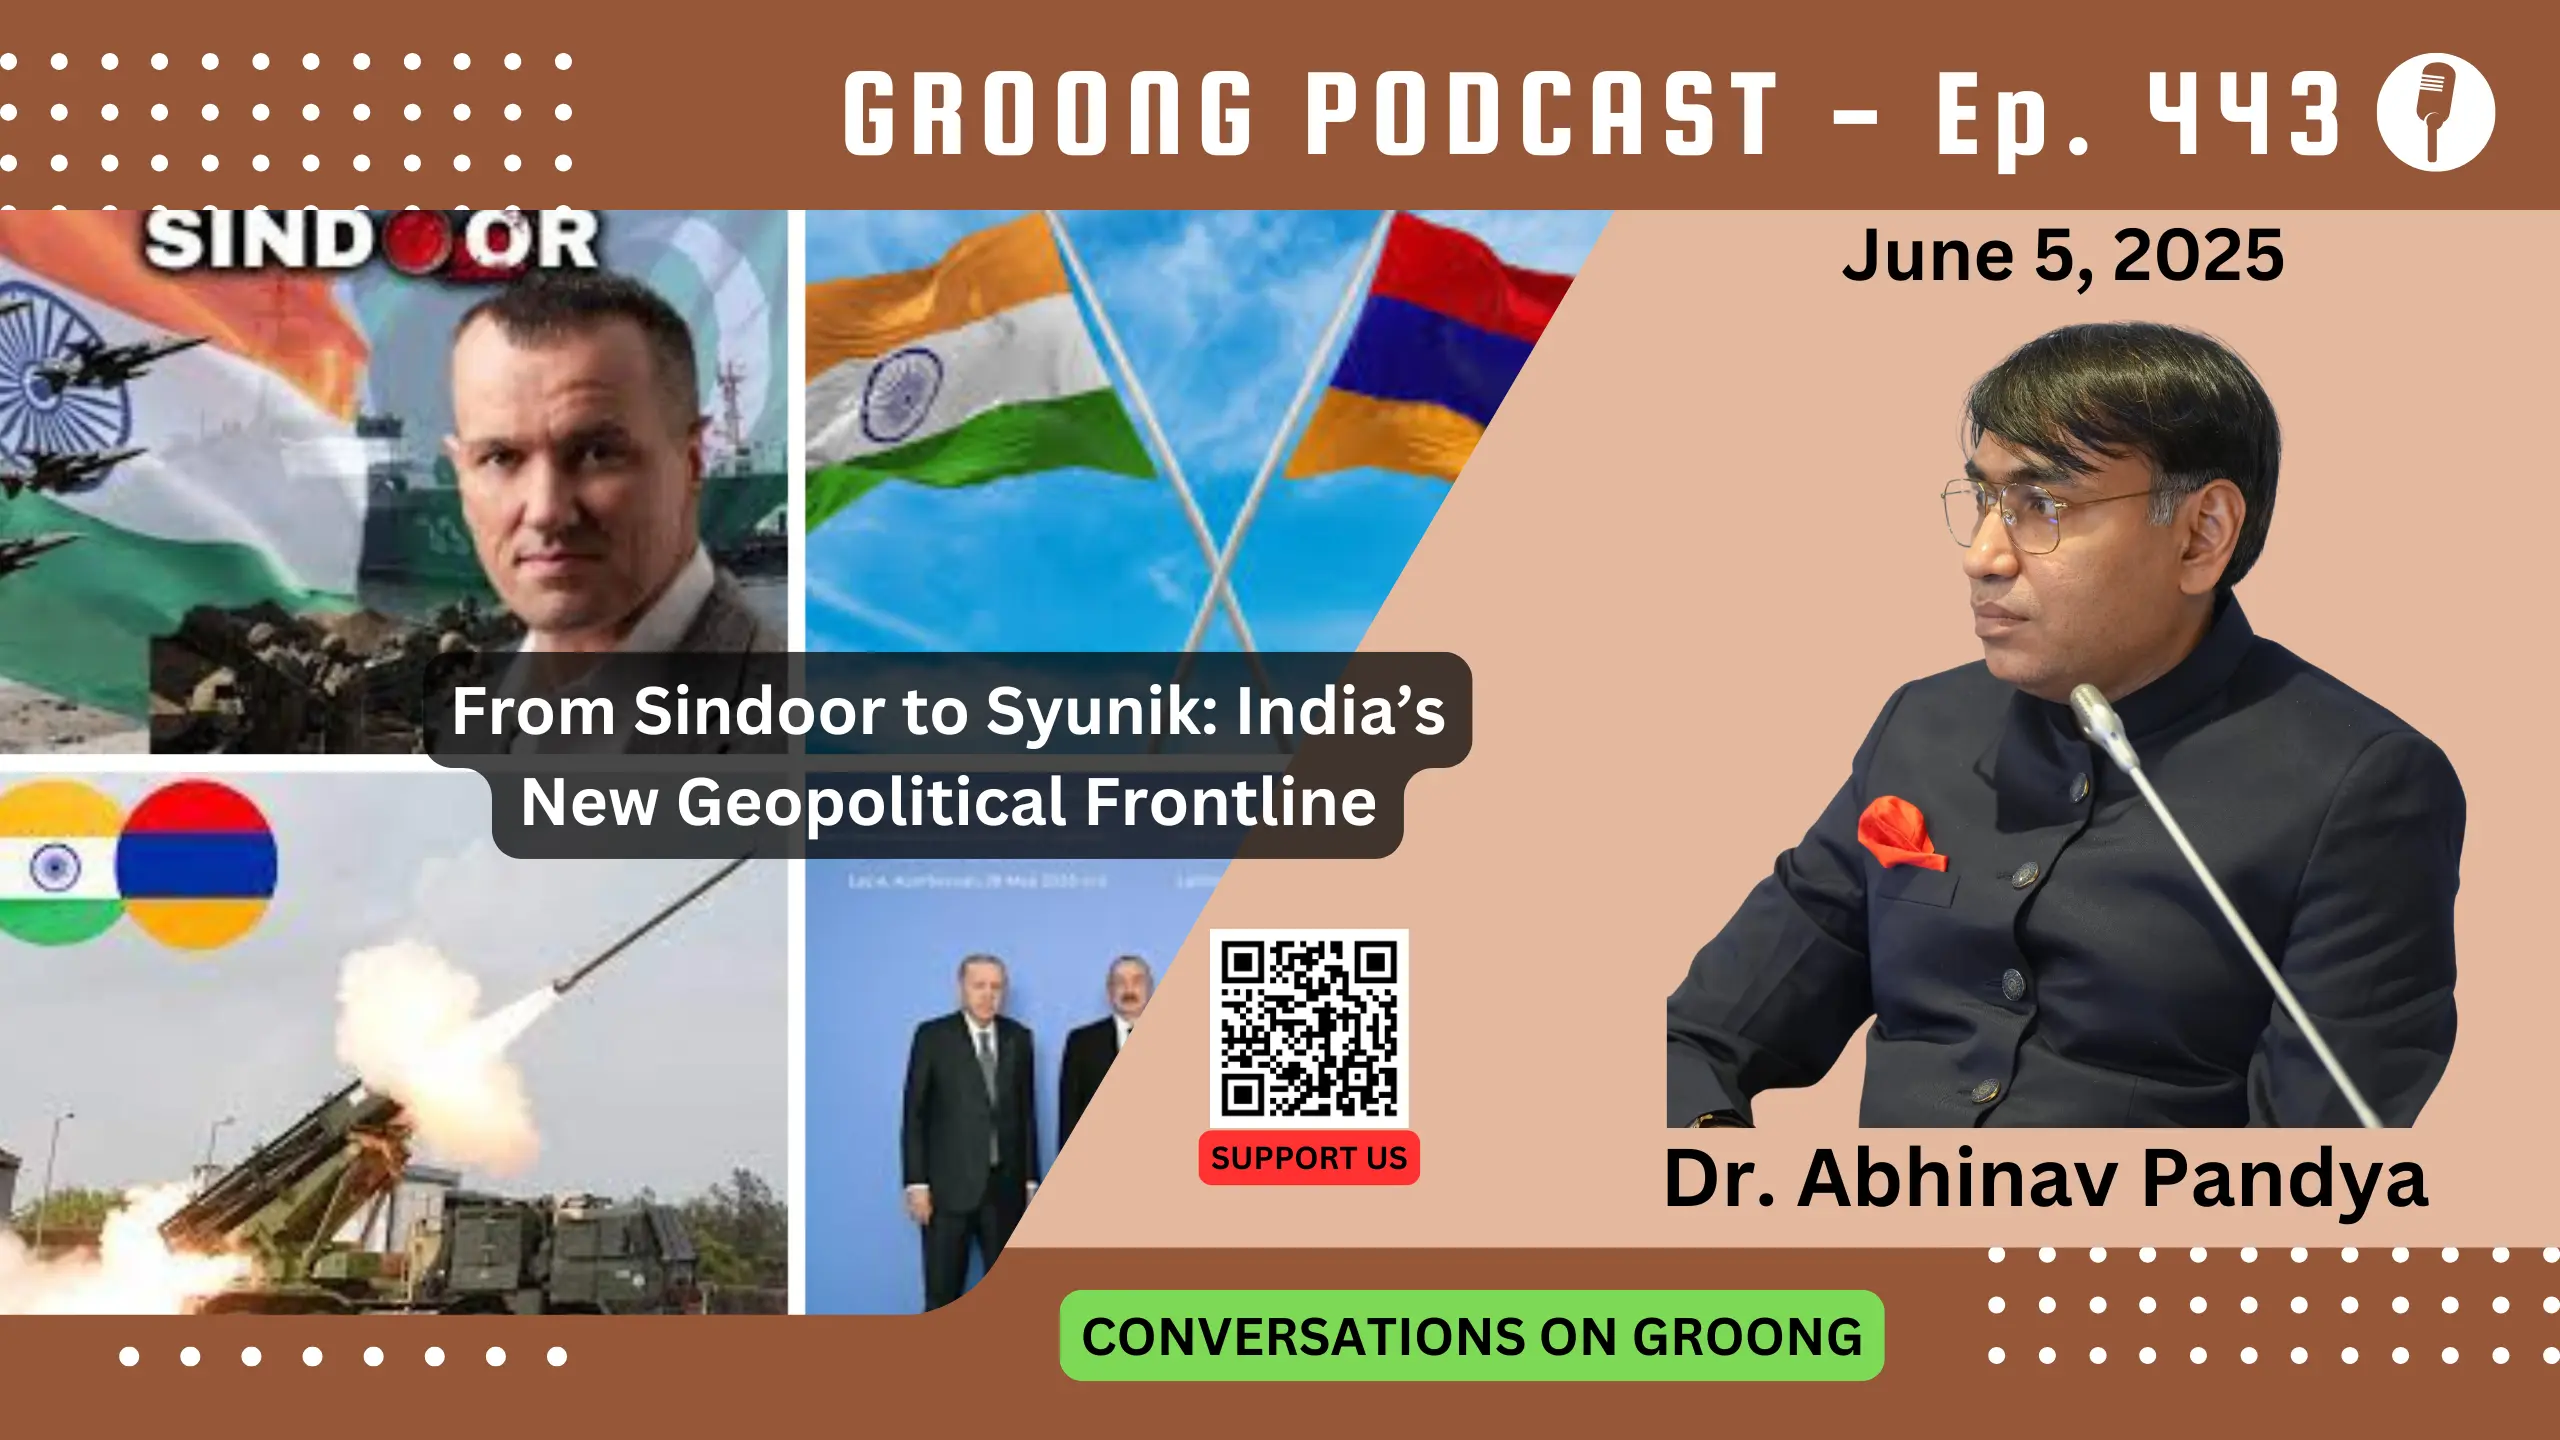 GROONG PODCAST – Ep. 443
SINDOOR
June 5, 2025
From Sindoor to Syunik: India’s
New Geopolitical Frontline
SUPPORT US
Dr. Abhinav Pandya
CONVERSATIONS ON GROONG